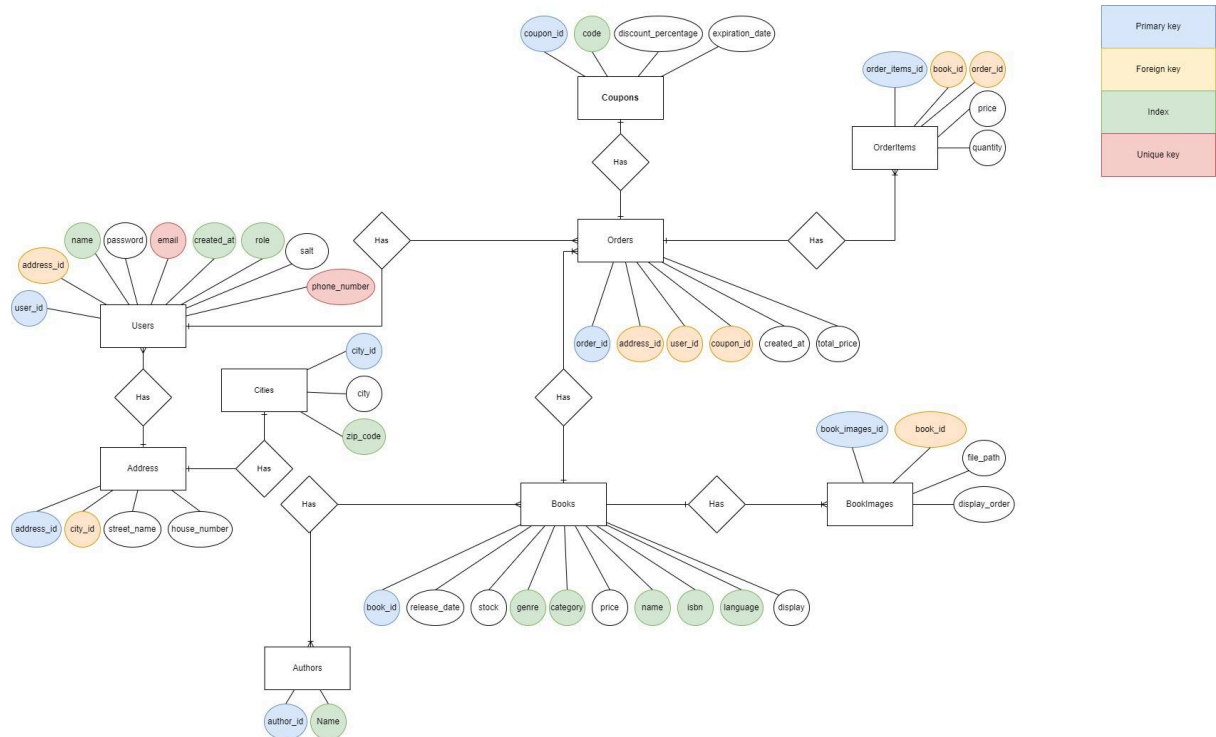 coupon_id
code
discount_percentage
expiration_date
Coupons
Has
order_items_id
book_id
order_id
price
quantity
OrderItems
Has
Primary key
Foreign key
Index
Unique key
Orders
Has
order_id
address_id
user_id
coupon_id
created_at
total_price
name
password
email
created_at
role
salt
address_id
phone_number
user_id
Users
Has
Has
Cities
city_id
city
zip_code
Has
Address
address_id
city_id
street_name
house_number
Has
Books
Has
book_id
release_date
stock
genre
category
price
name
isbn
language
display
book_images_id
book_id
file_path
display_order
BookImages
Has
Authors
author_id
Name